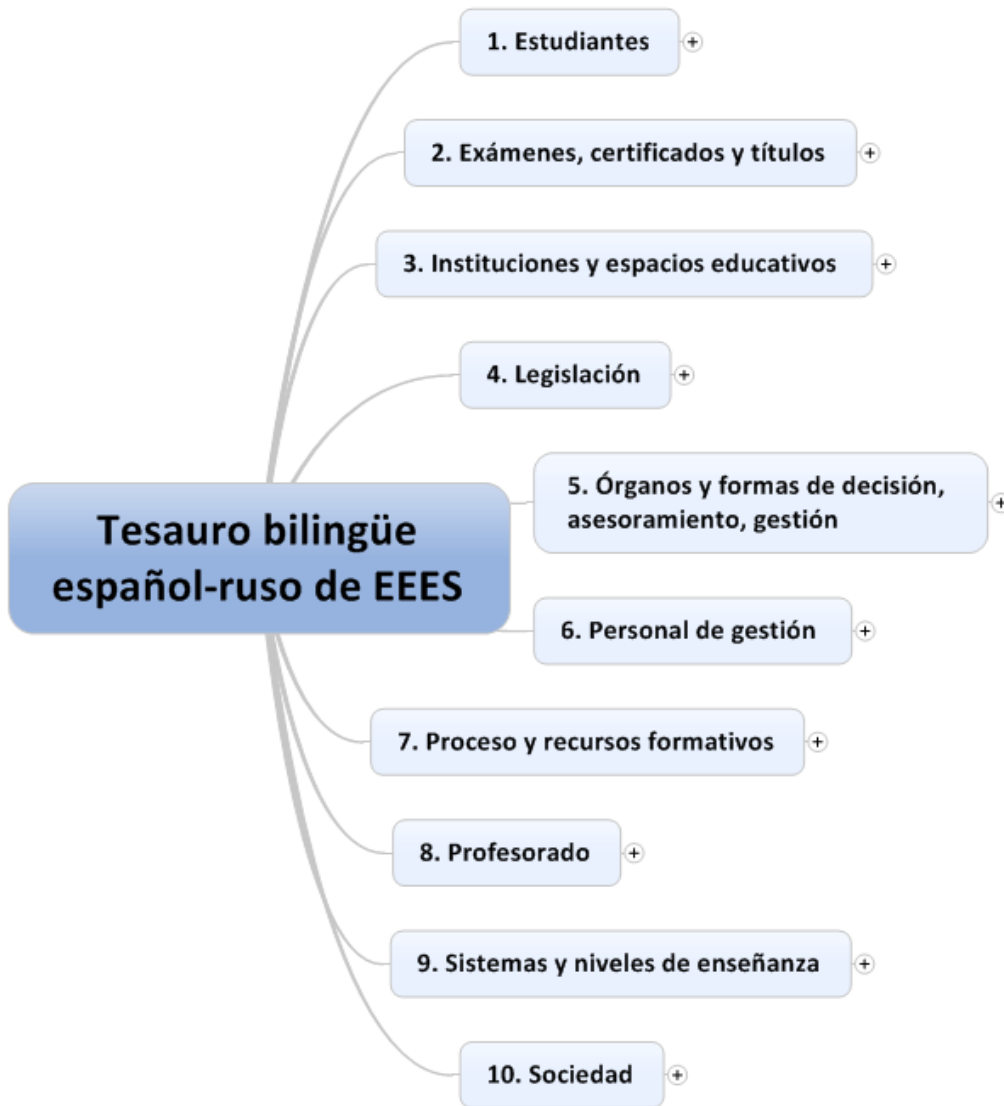 1. Estudiantes
2. Exámenes, certificados y títulos
3. Instituciones y espacios educativos
4. Legislación
5. Órganos y formas de decisión,
asesoramiento, gestión
Tesauro bilingüe
español-ruso de EEES
6. Personal de gestión
7. Proceso y recursos formativos
8. Profesorado
9. Sistemas y niveles de enseñanza
10. Sociedad